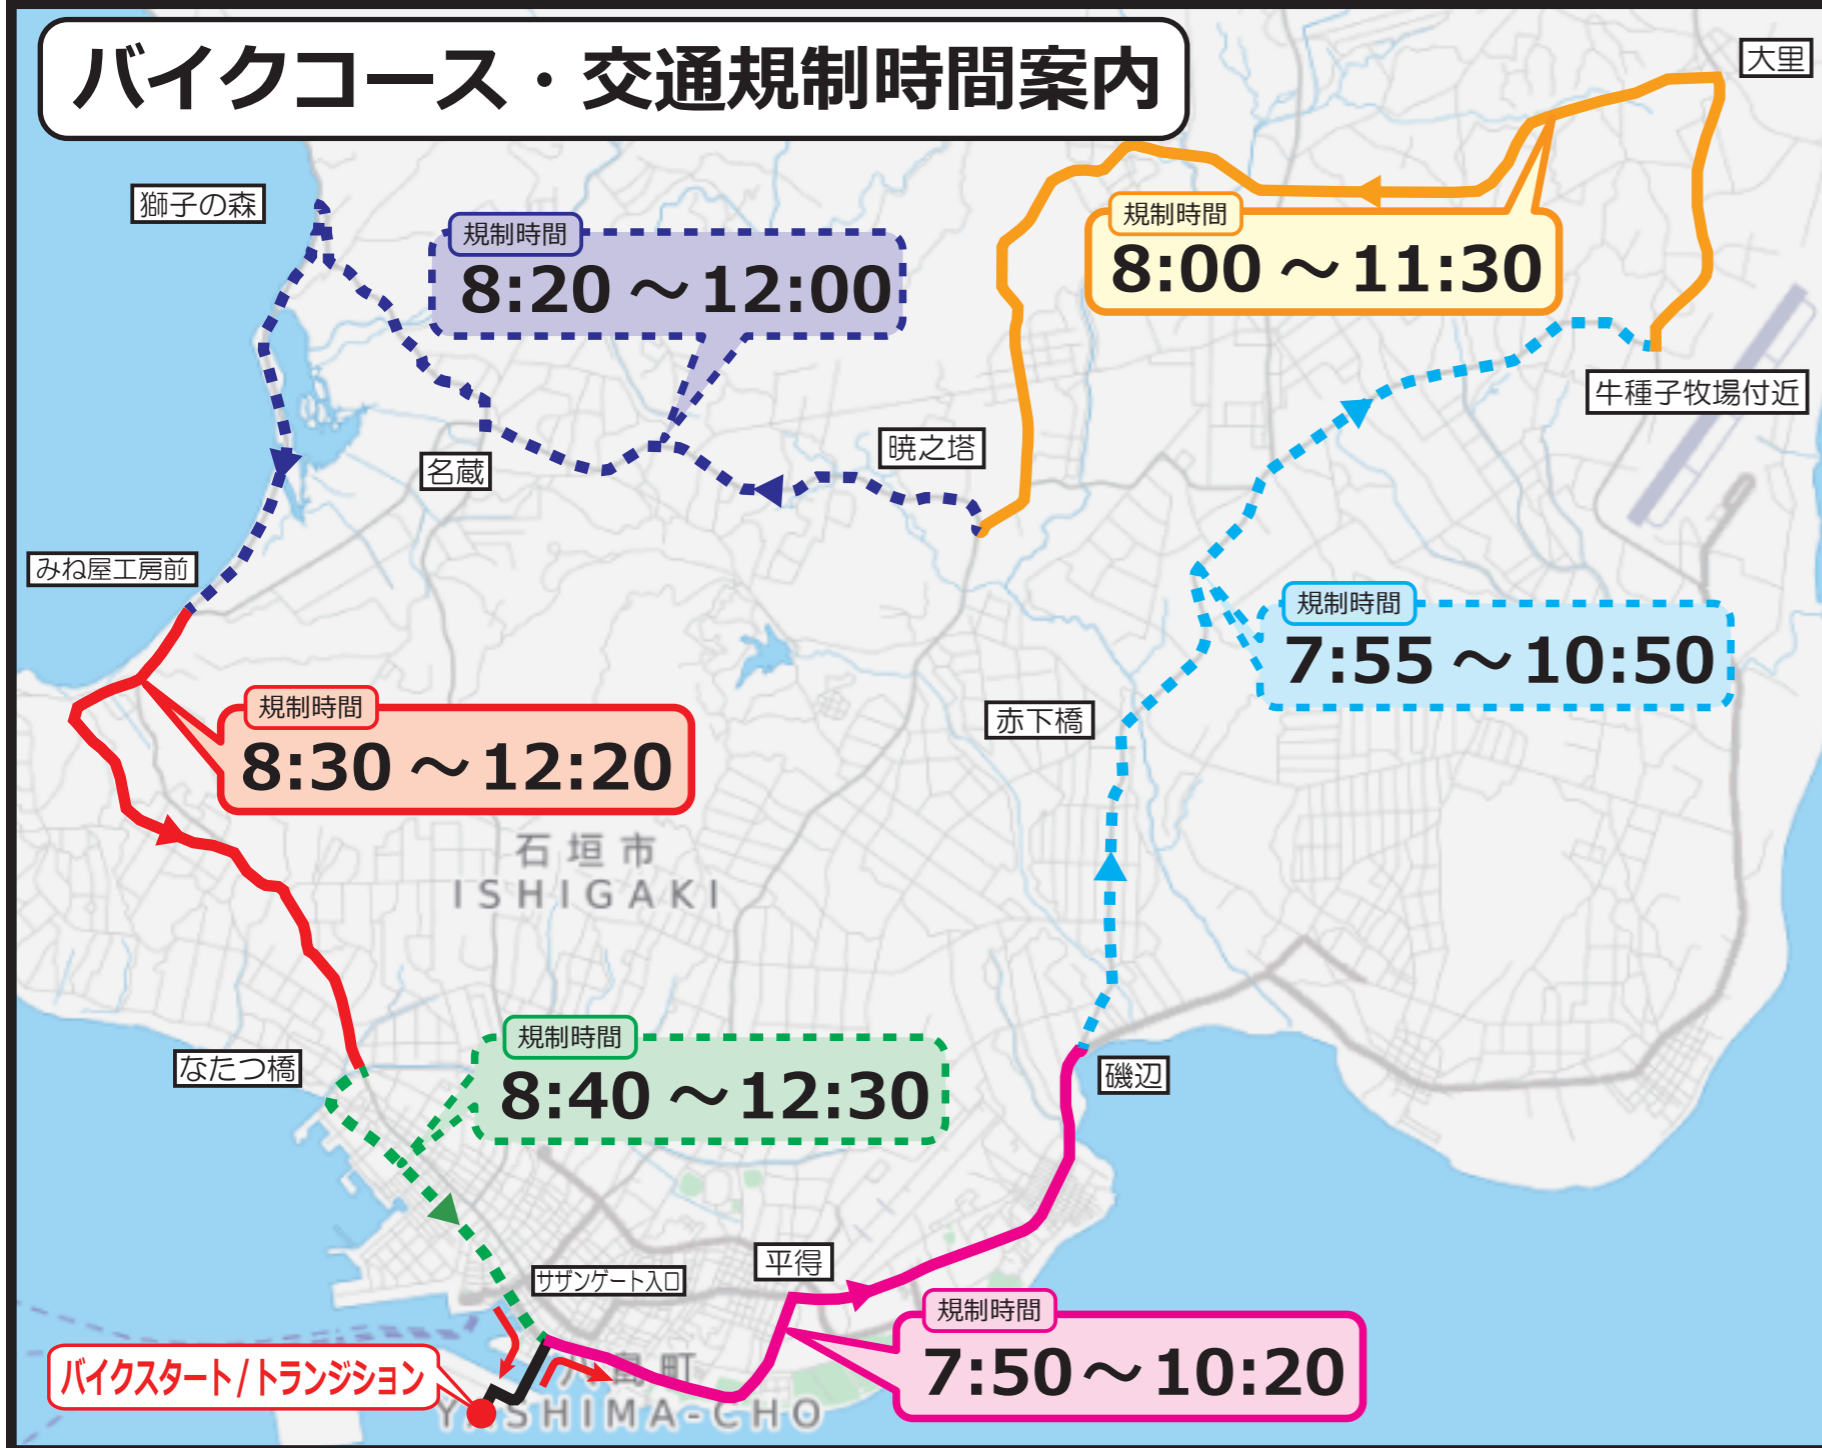 バイクコース・交通規制時間案内
大里
獅子の森
規制時間
8:20～12:00
規制時間
8:00～11:30
牛種子牧場付近
暁之塔
名蔵
みね屋工房前
規制時間
7:55～10:50
規制時間
8:30～12:20
赤下橋
石垣市
ISHIGAKI
なたつ橋
規制時間
8:40～12:30
磯辺
平得
サザンゲート入口
規制時間
7:50～10:20
バイクスタート/トランジション
八島町
YASHIMA-CHO